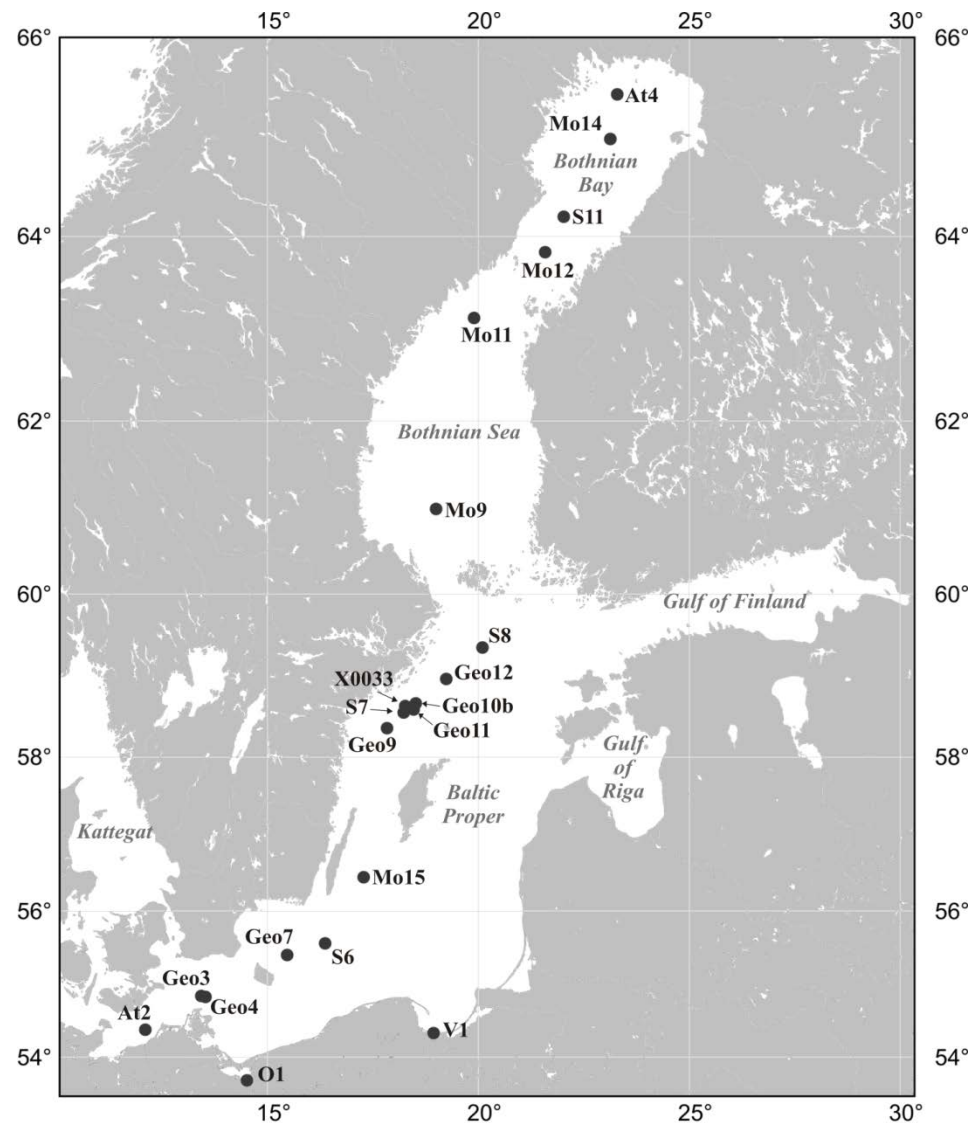 15° 20° 25° 30°
66° 66°
At4
Mo14
Bothnian
Bay
S11
64° 64°
Mo12
Mo11
62° 62°
Bothnian Sea
Mo9
60° 60°
Gulf of Finland
S8
Geo12
X0033
Geo10b
S7
Geo11
Geo9
58° 58°
Gulf
of
Riga
Baltic
Proper
Kattegat
Mo15
56° 56°
Geo7
S6
Geo3
Geo4
At2
V1
54° 54°
O1
15° 20° 25° 30°